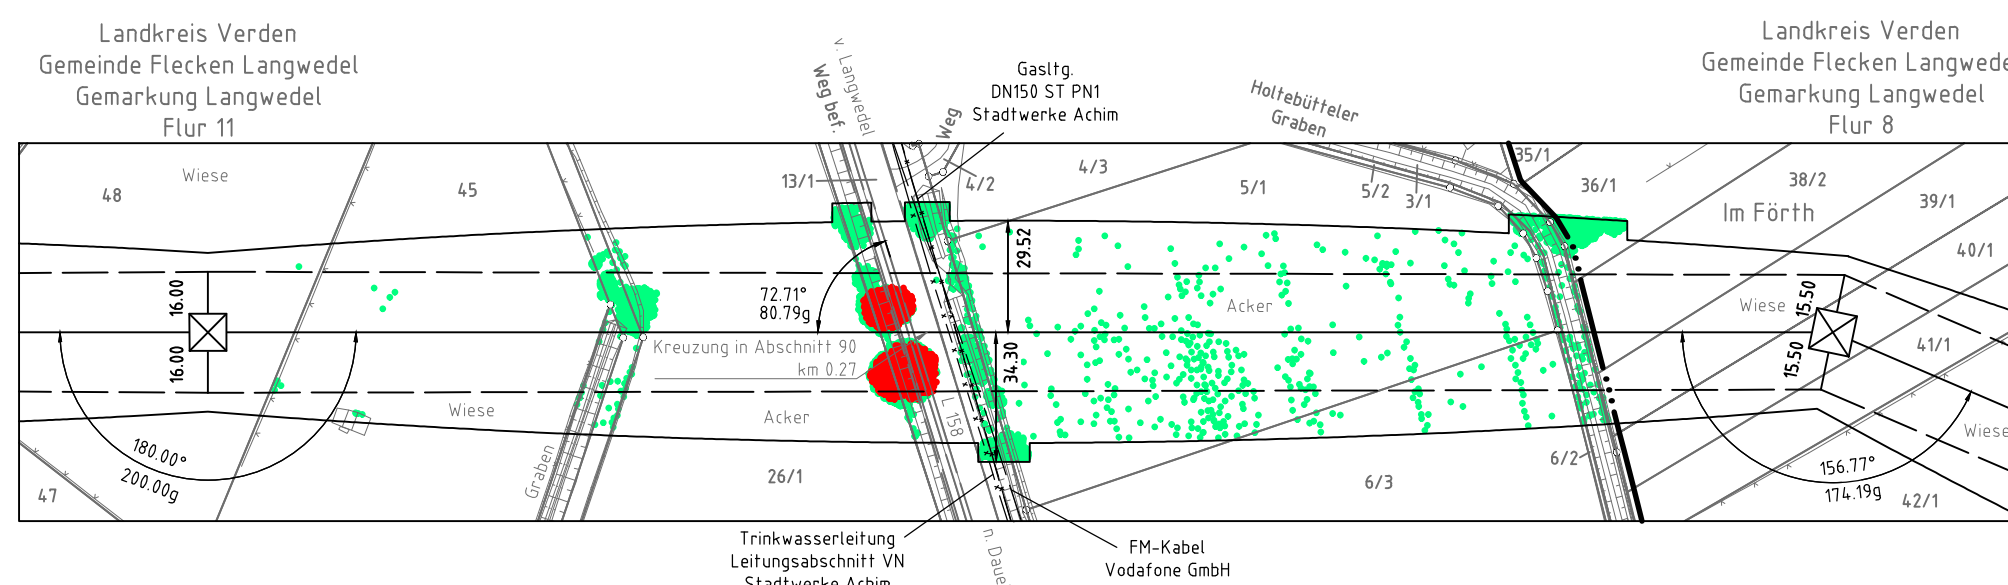 Landkreis Verden
Gemeinde Flecken Langwedel
Gemarkung Langwedel
Flur 11
v. Langwedel
Weg bef.
Gasltg.
DN150 ST PN1
Stadtwerke Achim
Weg
Holtebütteler
Graben
Landkreis Verden
Gemeinde Flecken Langwede
Gemarkung Langwedel
Flur 8
48
Wiese
45
13/1
4/2
4/3
5/1
5/2
3/1
35/1
36/1
38/2
39/1
Im Förth
40/1
29.52
16.00
16.00
72.71°
80.79g
Acker
Wiese
15.50
15.50
41/1
Kreuzung in Abschnitt 90
km 0.27
34.30
Wiese
Acker
L 158
180.00°
200.00g
Graben
47
26/1
6/3
6/2
156.77°
174.19g
Wiese
42/1
Trinkwasserleitung
Leitungsabschnitt VN
Stadtwerke Achim
n. Daue
FM-Kabel
Vodafone GmbH